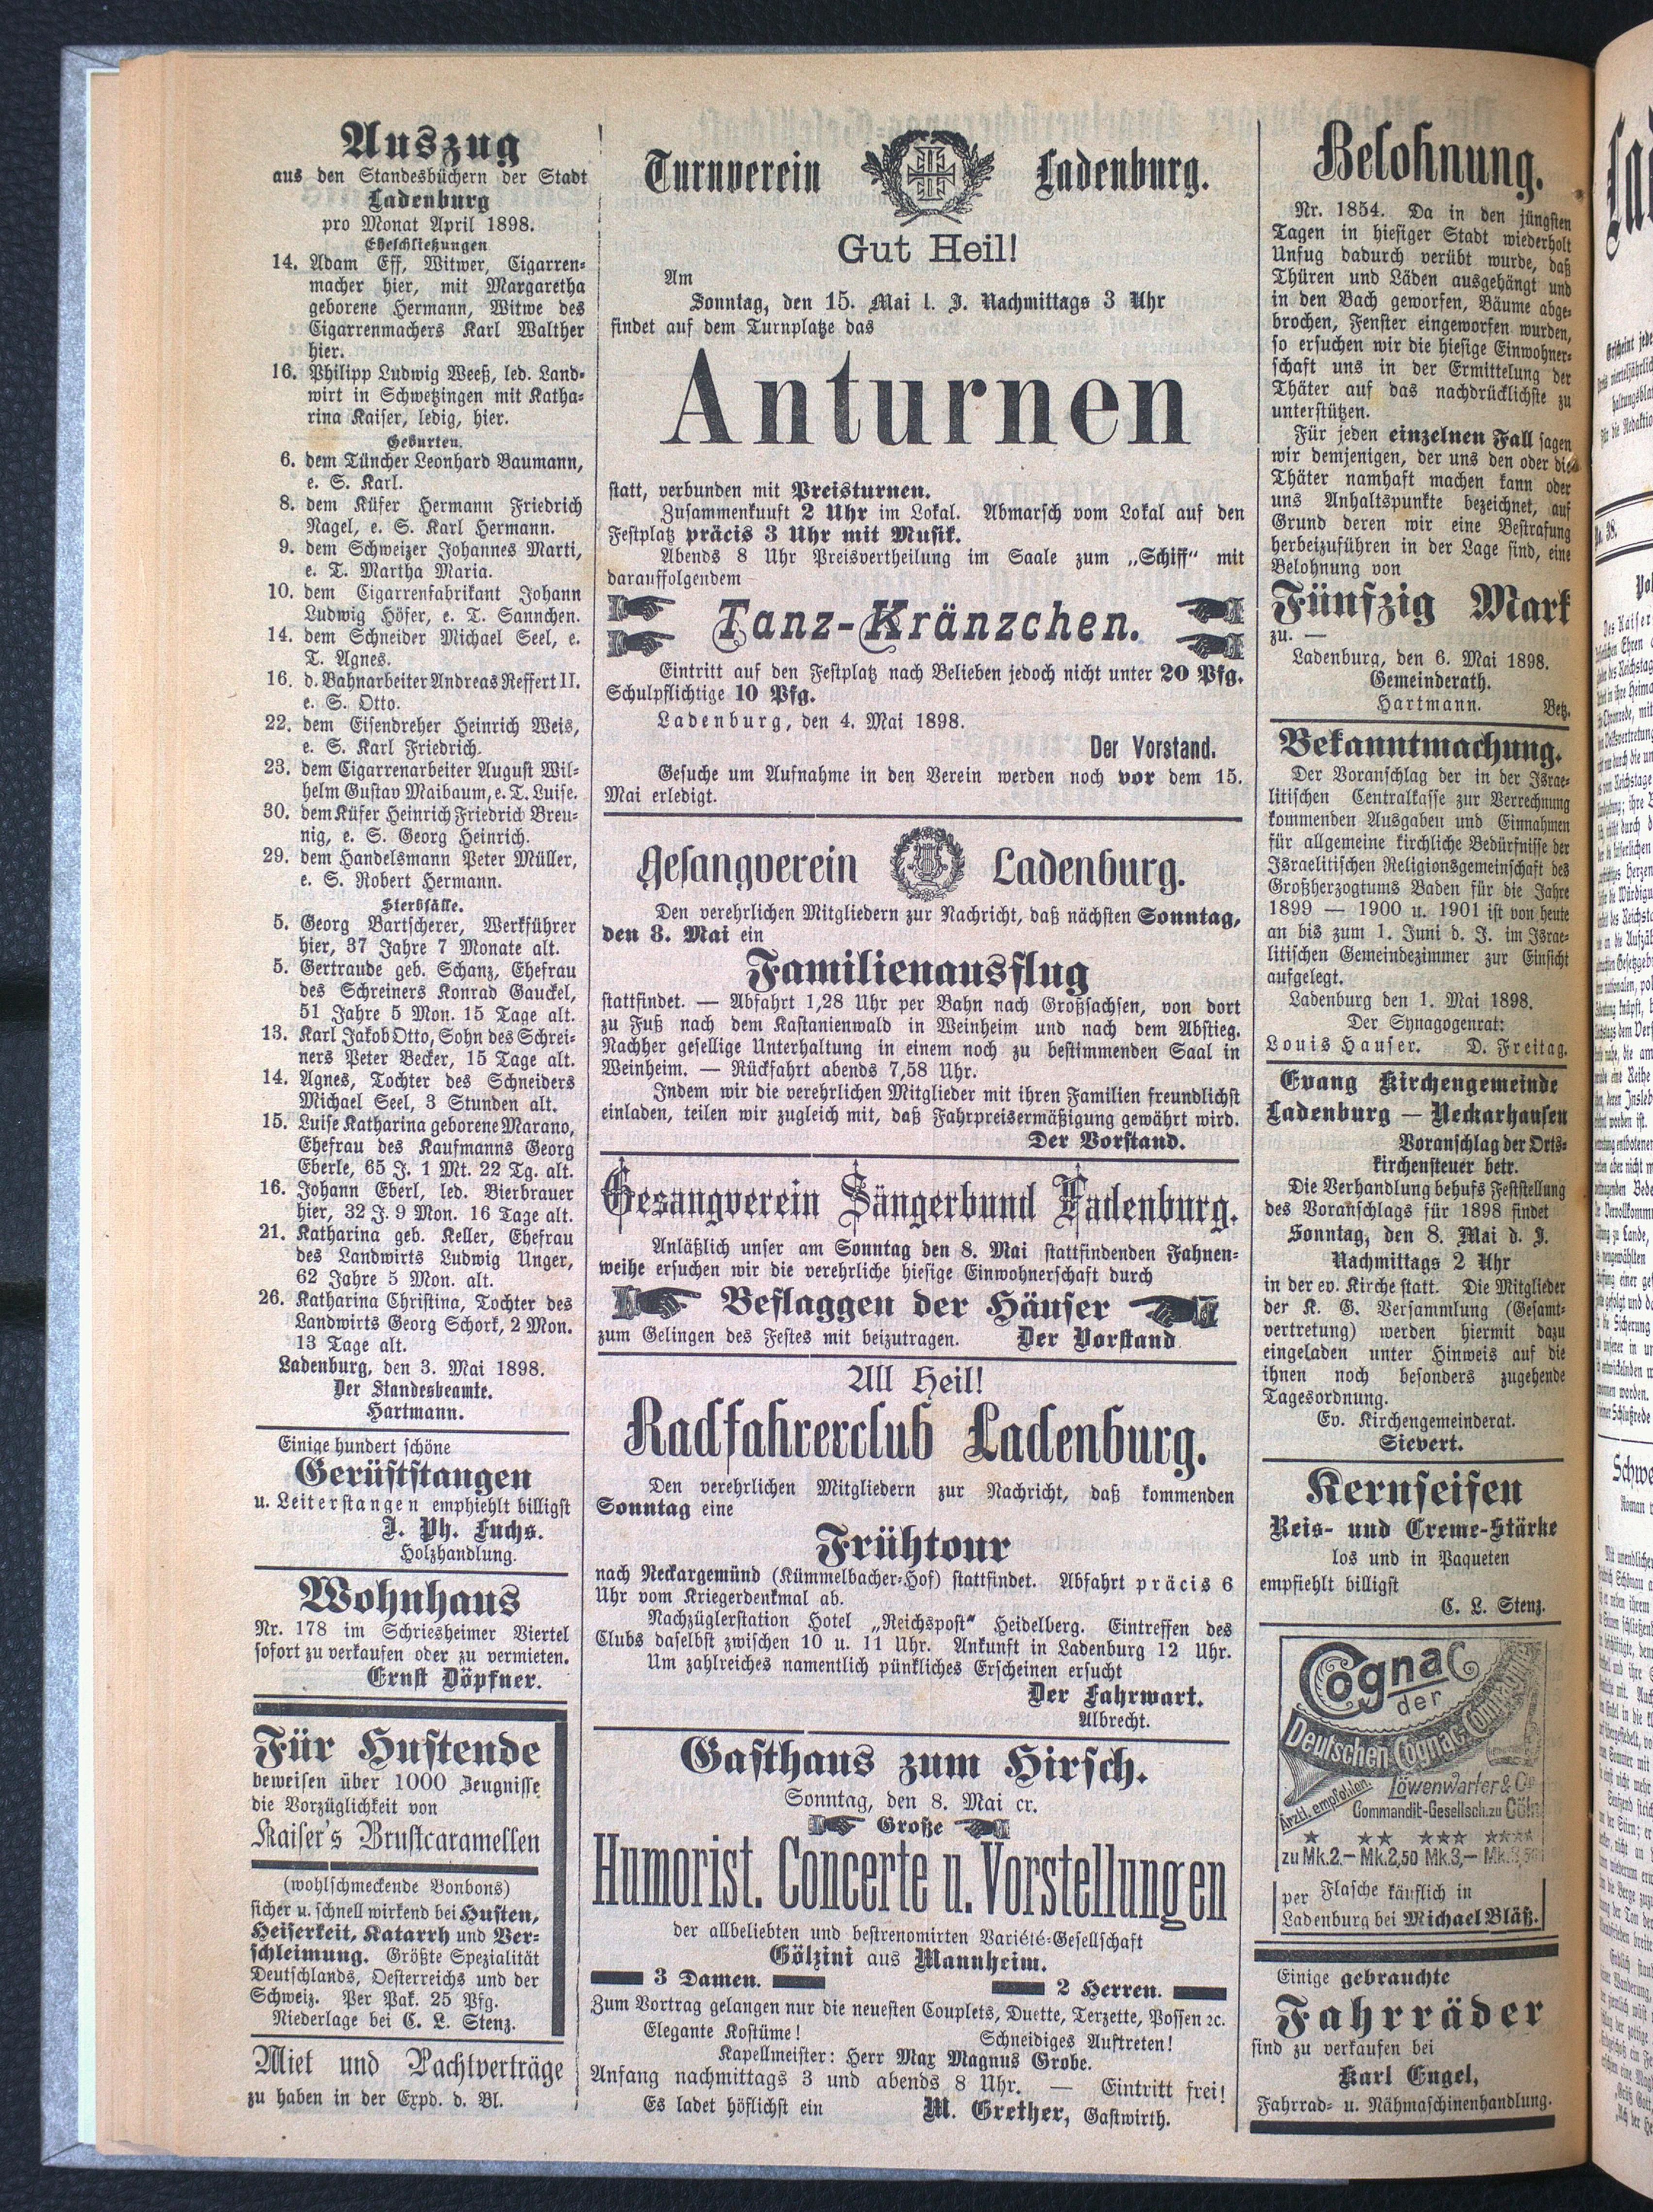 Auszug
aus den Standesbüchern der Stadt
Ladenburg
pro Monat April 1898.
Eheschließungen
14. Adam Eff, Witwer, Cigarren-
macher hier, mit Margaretha
geborene Hermann, Witwe des
Cigarrenmachers Karl Walther
hier.
16. Philipp Ludwig Weeß, led. Land-
wirt in Schwetzingen mit Katha-
rina Kaiser, ledig, hier.
Geburten.
6. dem Tüncher Leonhard Baumann,
e. S. Karl.
8. dem Küfer Hermann Friedrich
Nagel, e. S. Karl Hermann.
9. dem Schweizer Johannes Marti,
e. T. Martha Maria.
10. dem Cigarrenfabrikant Johann
Ludwig Höfer, e. T. Sannchen.
14. dem Schneider Michael Seel, e.
T. Agnes.
16. d. Bahnarbeiter Andreas Reffert II.
e. S. Otto.
22. dem Eisendreher Heinrich Weis,
e. S. Karl Friedrich.
23. dem Cigarrenarbeiter August Wil-
helm Gustav Maibaum, e. T. Luise.
30. dem Küfer Heinrich Friedrich Breu-
nig, e. S. Georg Heinrich.
29. dem Handelsmann Peter Müller,
e. S. Robert Hermann.
Sterbfälle.
5. Georg Bartscherer, Werkführer
hier, 37 Jahre 7 Monate alt.
5. Gertraude geb. Schanz, Ehefrau
des Schreiners Konrad Gauckel,
51 Jahre 5 Mon. 15 Tage alt.
13. Karl Jakob Otto, Sohn des Schrei-
ners Peter Becker, 15 Tage alt.
14. Agnes, Tochter des Schneiders
Michael Seel, 3 Stunden alt.
15. Luise Katharina geborene Marano,
Ehefrau des Kaufmanns Georg
Eberle, 65 J. 1 Mt. 22 Tg. alt.
16. Johann Eberl, led. Bierbrauer
hier, 32 J. 9 Mon. 16 Tage alt.
21. Katharina geb. Keller, Ehefrau
des Landwirts Ludwig Unger,
62 Jahre 5 Mon. alt.
26. Katharina Christina, Tochter des
Landwirts Georg Schork, 2 Mon.
13 Tage alt.
Ladenburg, den 3. Mai 1898.
Der Standesbeamte.
Hartmann.
Einige hundert schöne
Gerüststangen
u. Leiterstangen empfiehlt billigst
J. Ph. Fuchs.
Holzhandlung.
Wohnhaus
Nr. 178 im Schriesheimer Viertel
sofort zu verkaufen oder zu vermieten.
Ernst Döpfner.
Für Hustende
beweisen über 1000 Zeugnisse
die Vorzüglichkeit von
Kaiser's Brustcaramellen
(wohlschmeckende Bonbons)
sicher u. schnell wirkend bei Husten,
Heiserkeit, Katarrh und Ver-
schleimung. Größte Spezialität
Deutschlands, Oesterreichs und der
Schweiz. Per Pak. 25 Pfg.
Niederlage bei C. L. Stenz.
Miet und Pachtverträge
zu haben in der Expd. d. Bl.
Turnverein Ladenburg.
Gut Heil!
Am
Sonntag, den 15. Mai l. J. Nachmittags 3 Uhr
findet auf dem Turnplatze das
Anturnen
statt, verbunden mit Preisturnen.
Zusammenkuuft 2 Uhr im Lokal. Abmarsch vom Lokal auf den
Festplatz präcis 3 Uhr mit Musik.
Abends 8 Uhr Preisvertheilung im Saale zum „Schiff“ mit
darauffolgendem
Tanz-Kränzchen.
Eintritt auf den Festplatz nach Belieben jedoch nicht unter 20 Pfg.
Schulpflichtige 10 Pfg.
Ladenburg, den 4. Mai 1898.
Der Vorstand.
Gesuche um Aufnahme in den Verein werden noch vor dem 15.
Mai erledigt.
Gesangverein Ladenburg.
Den verehrlichen Mitgliedern zur Nachricht, daß nächsten Sonntag,
den 8. Mai ein
Familienausflug
stattfindet. — Abfahrt 1,28 Uhr per Bahn nach Großsachsen, von dort
zu Fuß nach dem Kastanienwald in Weinheim und nach dem Abstieg.
Nachher gesellige Unterhaltung in einem noch zu bestimmenden Saal in
Weinheim. — Rückfahrt abends 7,58 Uhr.
Indem wir die verehrlichen Mitglieder mit ihren Familien freundlichst
einladen, teilen wir zugleich mit, daß Fahrpreisermäßigung gewährt wird.
Der Vorstand.
Gesangverein Sängerbund Ladenburg.
Anläßlich unser am Sonntag den 8. Mai stattfindenden Fahnen-
weihe ersuchen wir die verehrliche hiesige Einwohnerschaft durch
Beflaggen der Häuser
zum Gelingen des Festes mit beizutragen. Der Vorstand
All Heil!
Radfahrerclub Ladenburg.
Den verehrlichen Mitgliedern zur Nachricht, daß kommenden
Sonntag eine
Frühtour
nach Neckargemünd (Kümmelbacher-Hof) stattfindet. Abfahrt präcis 6
Uhr vom Kriegerdenkmal ab.
Nachzüglerstation Hotel „Reichspost“ Heidelberg. Eintreffen des
Clubs daselbst zwischen 10 u. 11 Uhr. Ankunft in Ladenburg 12 Uhr.
Um zahlreiches namentlich pünkliches Erscheinen ersucht
Der Fahrwart.
Albrecht.
Gasthaus zum Hirsch.
Sonntag, den 8. Mai cr.
Große
Humorist. Concerte u. Vorstellungen
der allbeliebten und bestrenomirten Variété-Gesellschaft
Gölzini aus Mannheim.
3 Damen. 2 Herren.
Zum Vortrag gelangen nur die neuesten Couplets, Duette, Terzette, Possen ꝛc.
Elegante Kostüme! Schneidiges Auftreten!
Kapellmeister: Herr Max Magnus Grobe.
Anfang nachmittags 3 und abends 8 Uhr. — Eintritt frei!
Es ladet höflichst ein M. Grether, Gastwirth.
Belohnung.
Nr. 1854. Da in den jüngsten
Tagen in hiesiger Stadt wiederholt
Unfug dadurch verübt wurde, daß
Thüren und Läden ausgehängt und
in den Bach geworfen, Bäume abge-
brochen, Fenster eingeworfen wurden,
so ersuchen wir die hiesige Einwohner-
schaft uns in der Ermittelung der
Thäter auf das nachdrücklichste zu
unterstützen.
Für jeden einzelnen Fall sagen
wir demjenigen, der uns den oder die
Thäter namhaft machen kann oder
uns Anhaltspunkte bezeichnet, auf
Grund deren wir eine Bestrafung
herbeizuführen in der Lage sind, eine
Belohnung von
Fünfzig Mark
zu. —
Ladenburg, den 6. Mai 1898.
Gemeinderath.
Hartmann. Betz.
Bekanntmachung.
Der Voranschlag der in der Israe-
litischen Centralkasse zur Verrechnung
kommenden Ausgaben und Einnahmen
für allgemeine kirchliche Bedürfnisse der
Israelitischen Religionsgemeinschaft des
Großherzogtums Baden für die Jahre
1899 — 1900 u. 1901 ist von heute
an bis zum 1. Juni d. J. im Israe-
litischen Gemeindezimmer zur Einsicht
aufgelegt.
Ladenburg den 1. Mai 1898.
Der Synagogenrat:
Louis Hauser. D. Freitag.
Evang Kirchengemeinde
Ladenburg — Neckarhausen
Voranschlag der Orts-
kirchensteuer betr.
Die Verhandlung behufs Feststellung
des Voranschlags für 1898 findet
Sonntag, den 8. Mai d. J.
Nachmittags 2 Uhr
in der ev. Kirche statt. Die Mitglieder
der K. G. Versammlung (Gesamt-
vertretung) werden hiermit dazu
eingeladen unter Hinweis auf die
ihnen noch besonders zugehende
Tagesordnung.
Ev. Kirchengemeinderat.
Sievert.
Kernseifen
Reis- und Creme-Stärke
los und in Paqueten
empfiehlt billigst
C. L. Stenz.
Cognac
der
Deutschen Cognac-Compagnie
Löwenwarter & Cie
Commandit-Gesellsch. zu Cöln
Ärztl. empfohlen.
★ ★★ ★★★ ★★★★
zu Mk.2.— Mk.2,50 Mk.3,— Mk.3,50
per Flasche käuflich in
Ladenburg bei Michael Bläß.
Einige gebrauchte
Fahrräder
sind zu verkaufen bei
Karl Engel,
Fahrrad- u. Nähmaschinenhandlung.